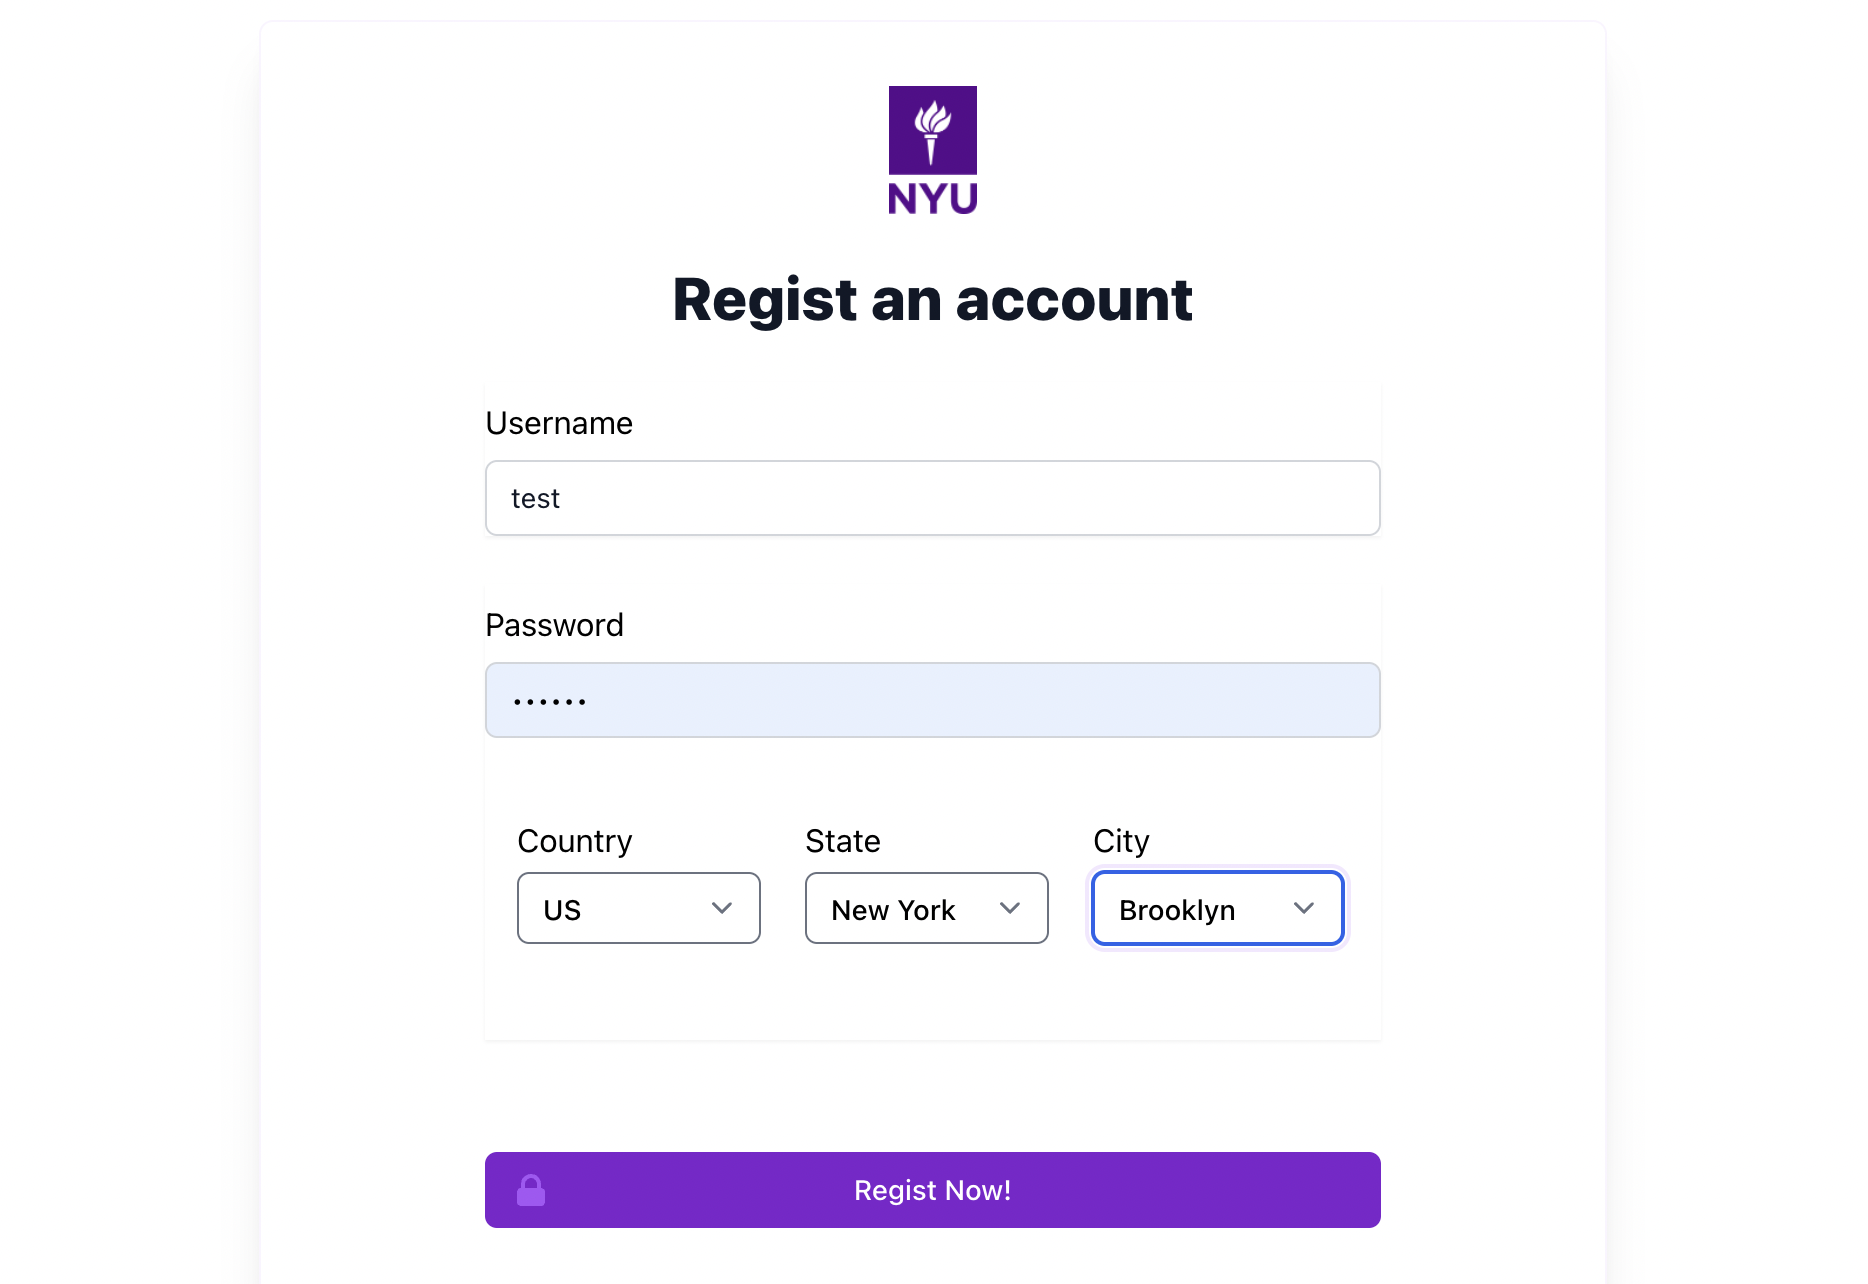 NYU
Regist an account
Username
test
Password
••••••
Country State City
US New York Brooklyn
Regist Now!